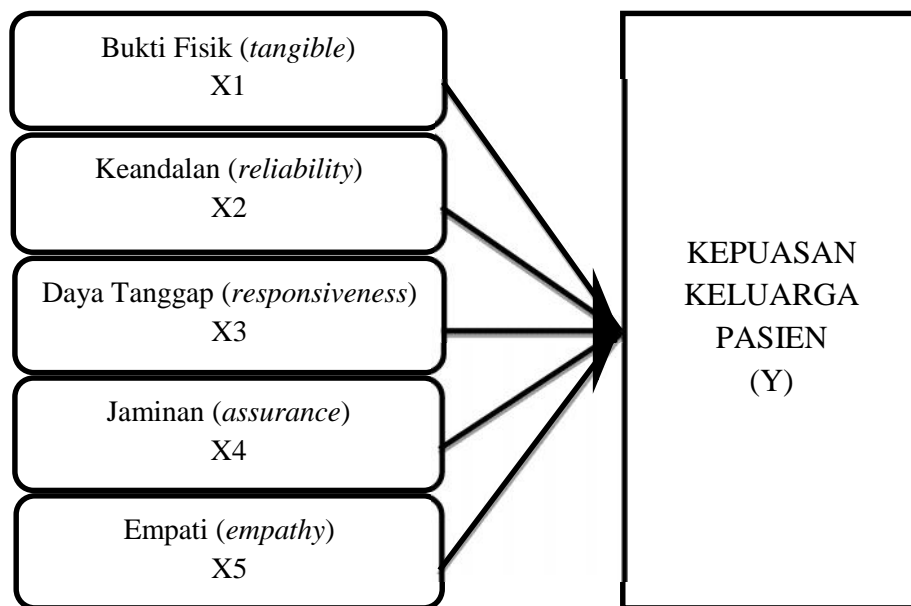 Bukti Fisik (tangible)
X1
Keandalan (reliability)
X2
Daya Tanggap (responsiveness)
X3
Jaminan (assurance)
X4
Empati (empathy)
X5
KEPUASAN
KELUARGA
PASIEN
(Y)